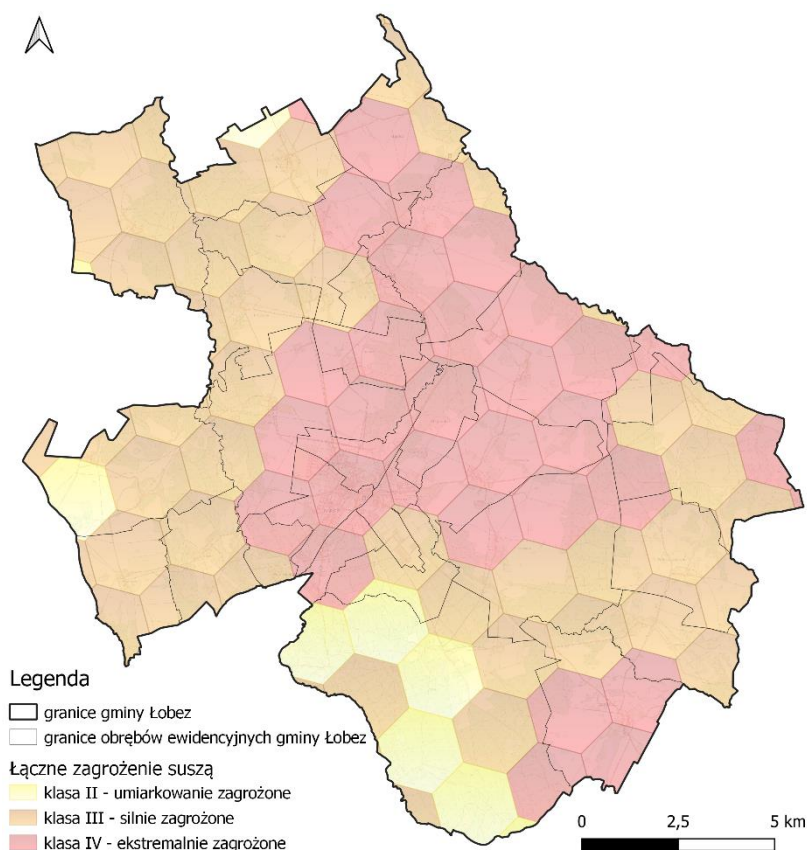 Legenda
granice gminy Łobez
granice obrębów ewidencyjnych gminy Łobez
Łączne zagrożenie suszą
klasa II - umiarkowanie zagrożone
klasa III - silnie zagrożone
klasa IV - ekstremalnie zagrożone
0 2,5 5 km